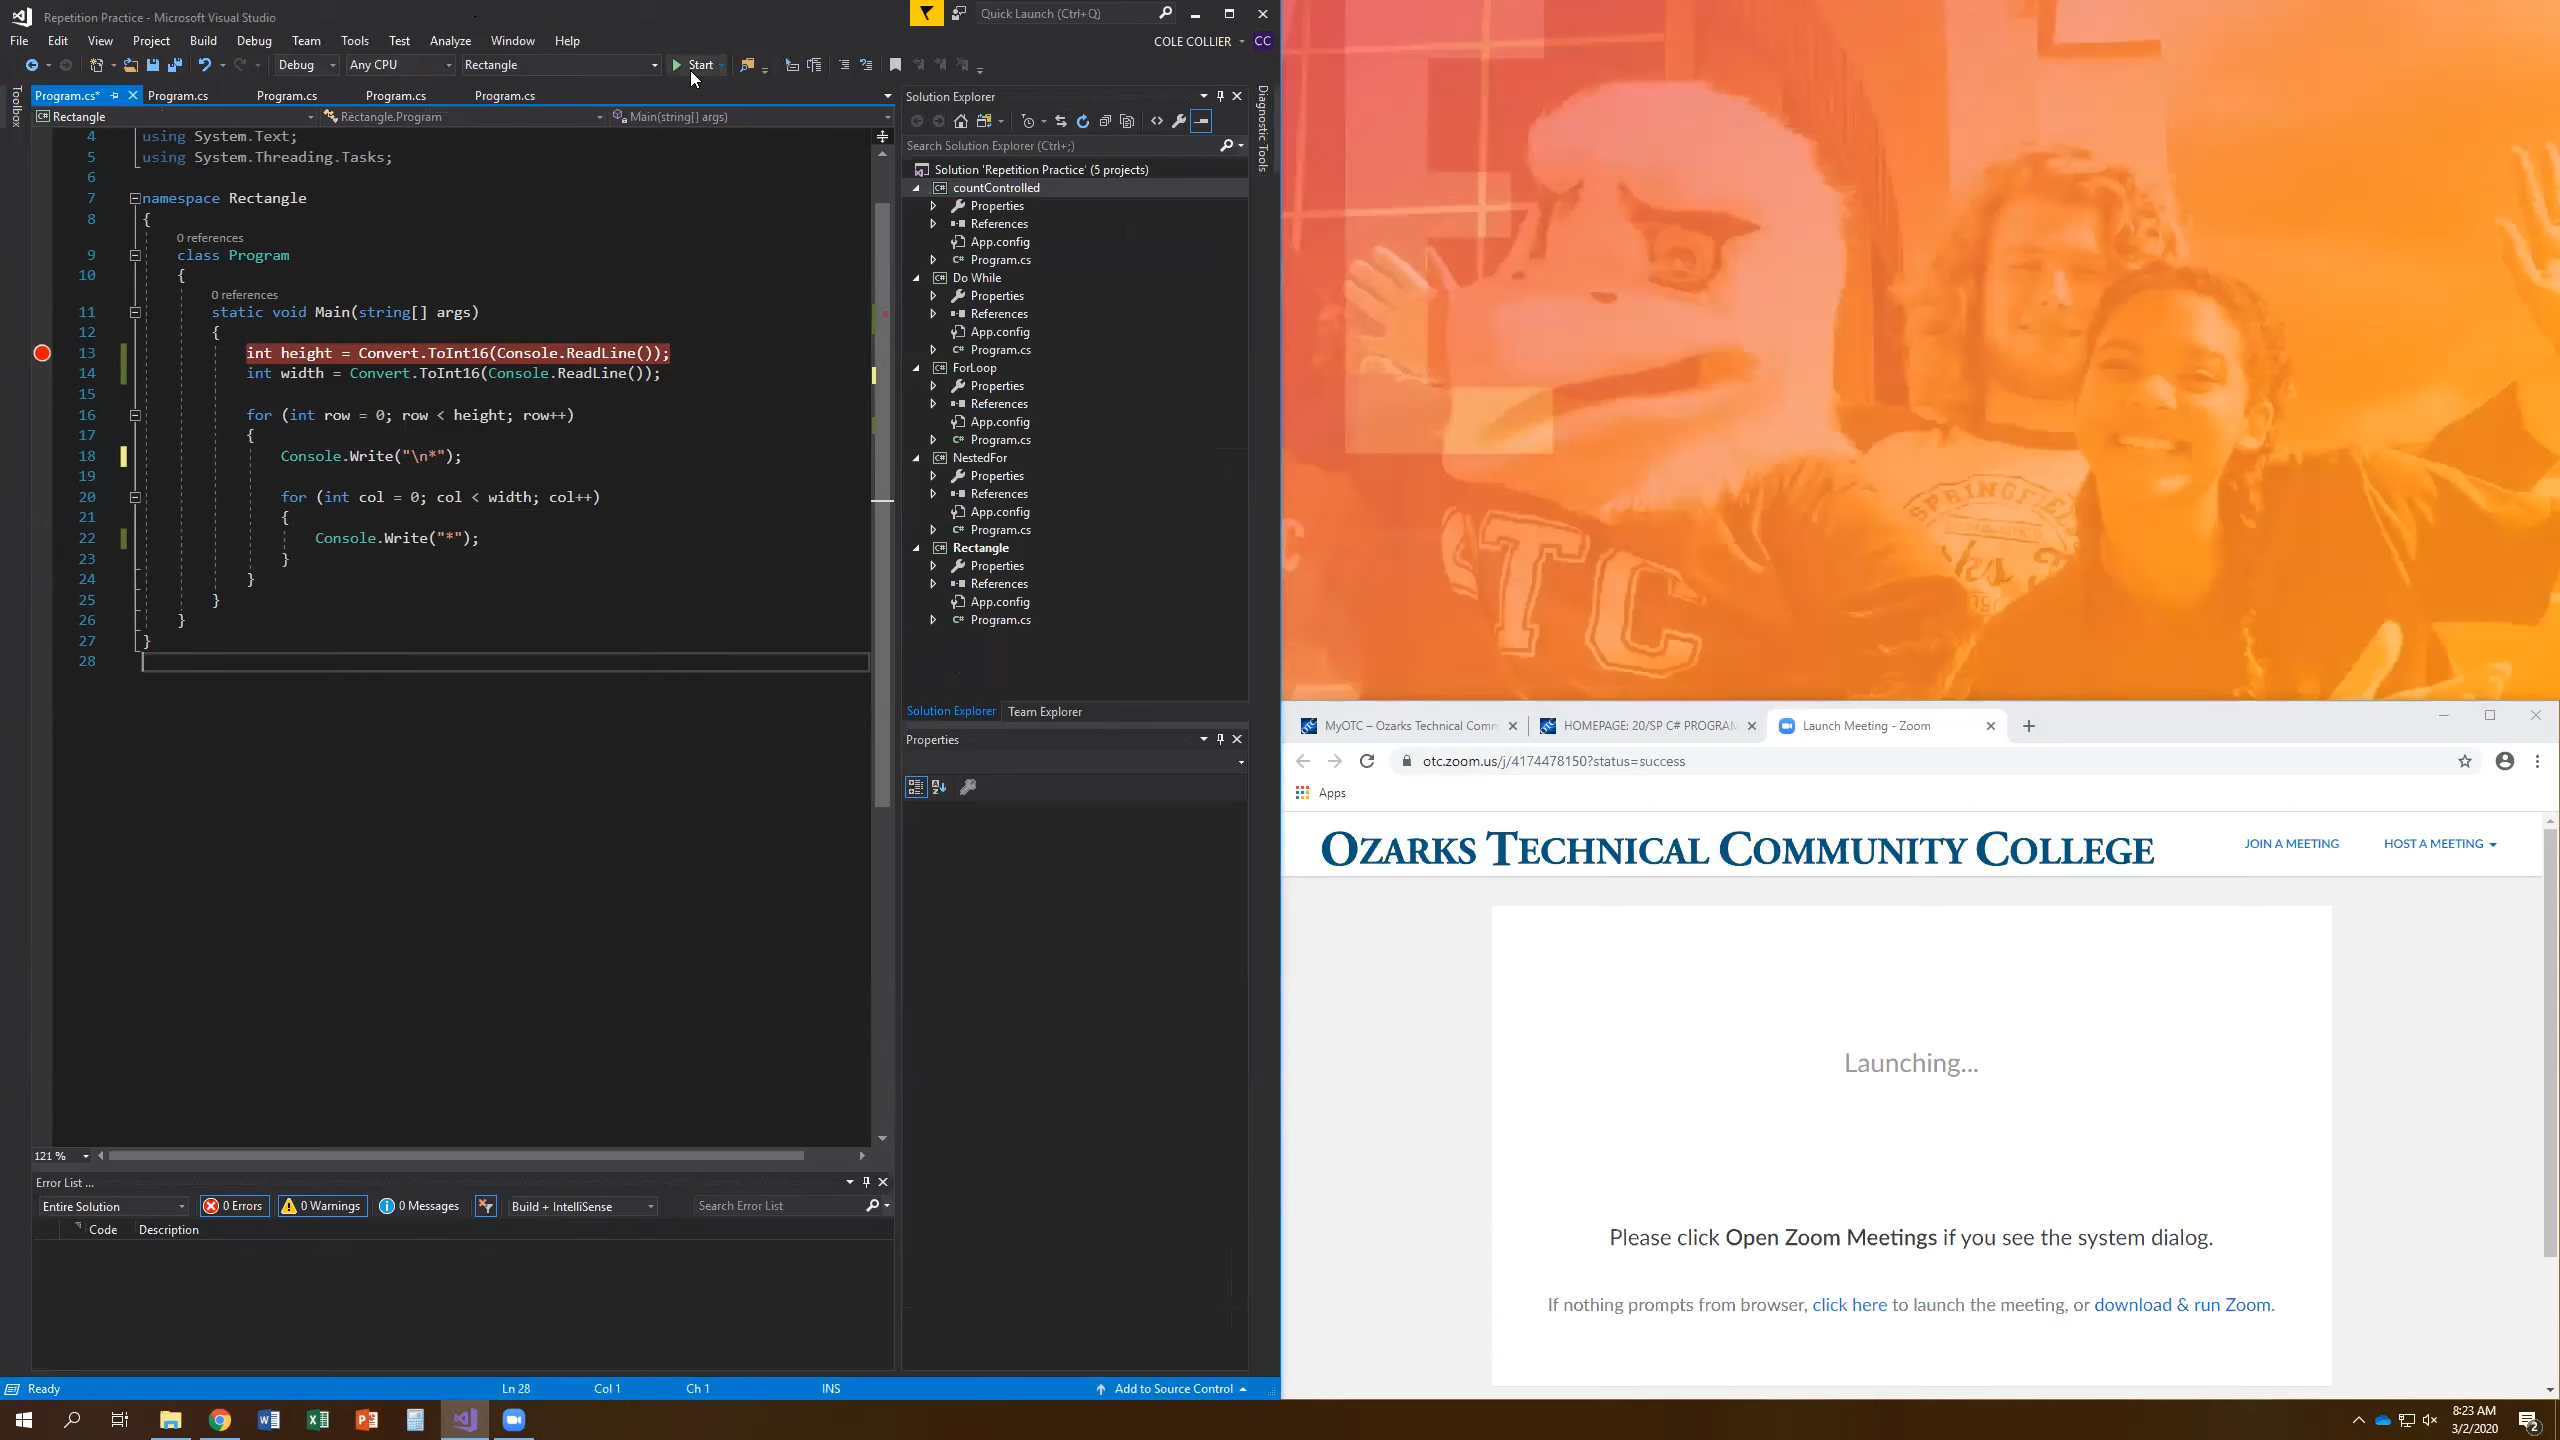 Repetition Practice - Microsoft Visual Studio
Quick Launch (Ctrl+Q)
File Edit View Project Build Debug Team Tools Test Analyze Window Help
COLE COLLIER CC
Debug Any CPU Rectangle Start
Toolbox
Program.cs* Program.cs Program.cs Program.cs Program.cs
Rectangle Rectangle.Program Main(string[] args)
4 using System.Text;
5 using System.Threading.Tasks;
6
7 namespace Rectangle
8 {
0 references
9 class Program
10 {
0 references
11 static void Main(string[] args)
12 {
13 int height = Convert.ToInt16(Console.ReadLine());
14 int width = Convert.ToInt16(Console.ReadLine());
15
16 for (int row = 0; row < height; row++)
17 {
18 Console.Write("\n*");
19
20 for (int col = 0; col < width; col++)
21 {
22 Console.Write("*");
23 }
24 }
25 }
26 }
27 }
28
121 %
Error List ...
Entire Solution 0 Errors 0 Warnings 0 Messages Build + IntelliSense Search Error List
Code Description
Solution Explorer
Search Solution Explorer (Ctrl+;)
Solution 'Repetition Practice' (5 projects)
countControlled
Properties
References
App.config
Program.cs
Do While
Properties
References
App.config
Program.cs
ForLoop
Properties
References
App.config
Program.cs
NestedFor
Properties
References
App.config
Program.cs
Rectangle
Properties
References
App.config
Program.cs
Solution Explorer Team Explorer
Properties
Diagnostic Tools
Ready Ln 28 Col 1 Ch 1 INS Add to Source Control
OTC
SPRINGFIELD
MyOTC – Ozarks Technical Comm HOMEPAGE: 20/SP C# PROGRAM Launch Meeting - Zoom
otc.zoom.us/j/4174478150?status=success
Apps
OZARKS TECHNICAL COMMUNITY COLLEGE
JOIN A MEETING HOST A MEETING
Launching...
Please click Open Zoom Meetings if you see the system dialog.
If nothing prompts from browser, click here to launch the meeting, or download & run Zoom.
8:23 AM
3/2/2020
2